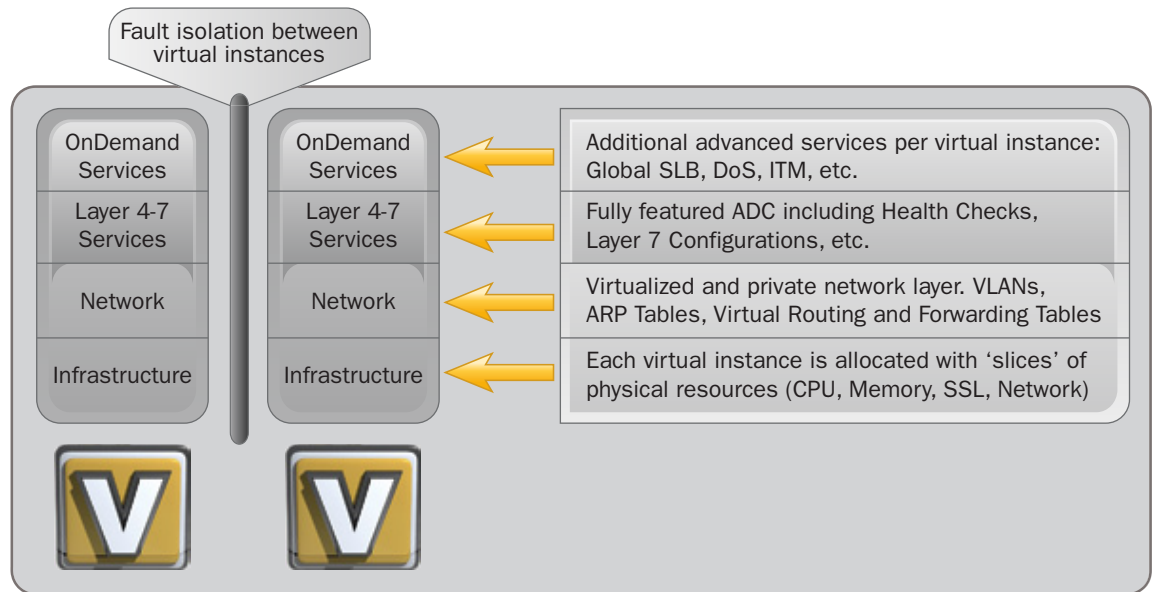 Fault isolation between
virtual instances
OnDemand
Services
Layer 4-7
Services
Network
Infrastructure
V
OnDemand
Services
Layer 4-7
Services
Network
Infrastructure
V
Additional advanced services per virtual instance:
Global SLB, DoS, ITM, etc.
Fully featured ADC including Health Checks,
Layer 7 Configurations, etc.
Virtualized and private network layer. VLANs,
ARP Tables, Virtual Routing and Forwarding Tables
Each virtual instance is allocated with ‘slices’ of
physical resources (CPU, Memory, SSL, Network)